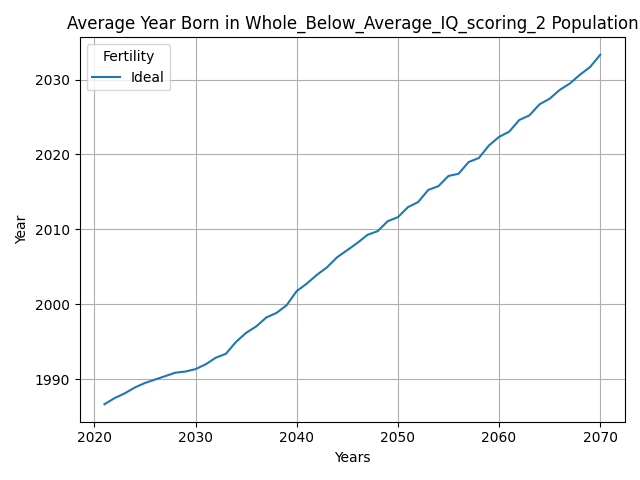 Average Year Born in Whole_Below_Average_IQ_scoring_2 Population
Fertility
Ideal
2030
2020
2010
2000
1990
Year
2020 2030 2040 2050 2060 2070
Years